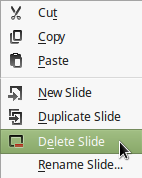 Cut
Copy
Paste
New Slide
Duplicate Slide
Delete Slide
Rename Slide...